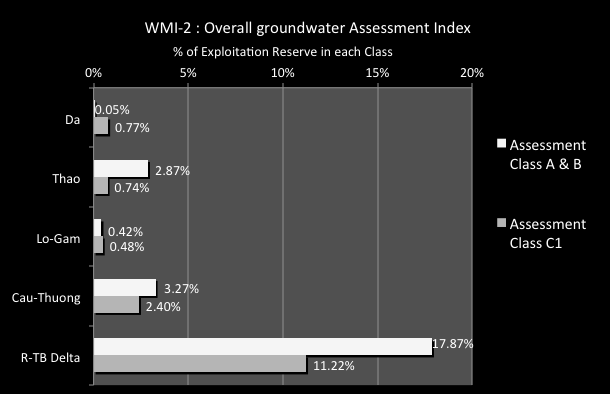 WMI-2 : Overall groundwater Assessment Index
% of Exploitation Reserve in each Class
0% 5% 10% 15% 20%
Da
0.05%
0.77%
Thao
2.87%
0.74%
Lo-Gam
0.42%
0.48%
Cau-Thuong
3.27%
2.40%
R-TB Delta
17.87%
11.22%
Assessment
Class A & B
Assessment
Class C1